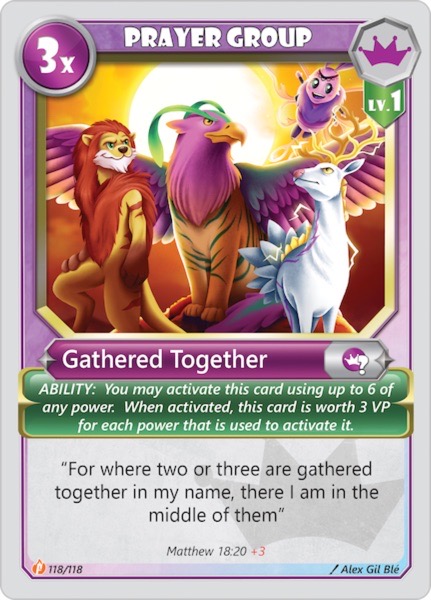 3x
PRAYER GROUP
LV.1
Gathered Together
?
ABILITY: You may activate this card using up to 6 of
any power. When activated, this card is worth 3 VP
for each power that is used to activate it.
“For where two or three are gathered
together in my name, there I am in the
middle of them”
Matthew 18:20 +3
118/118
Alex Gil Blé